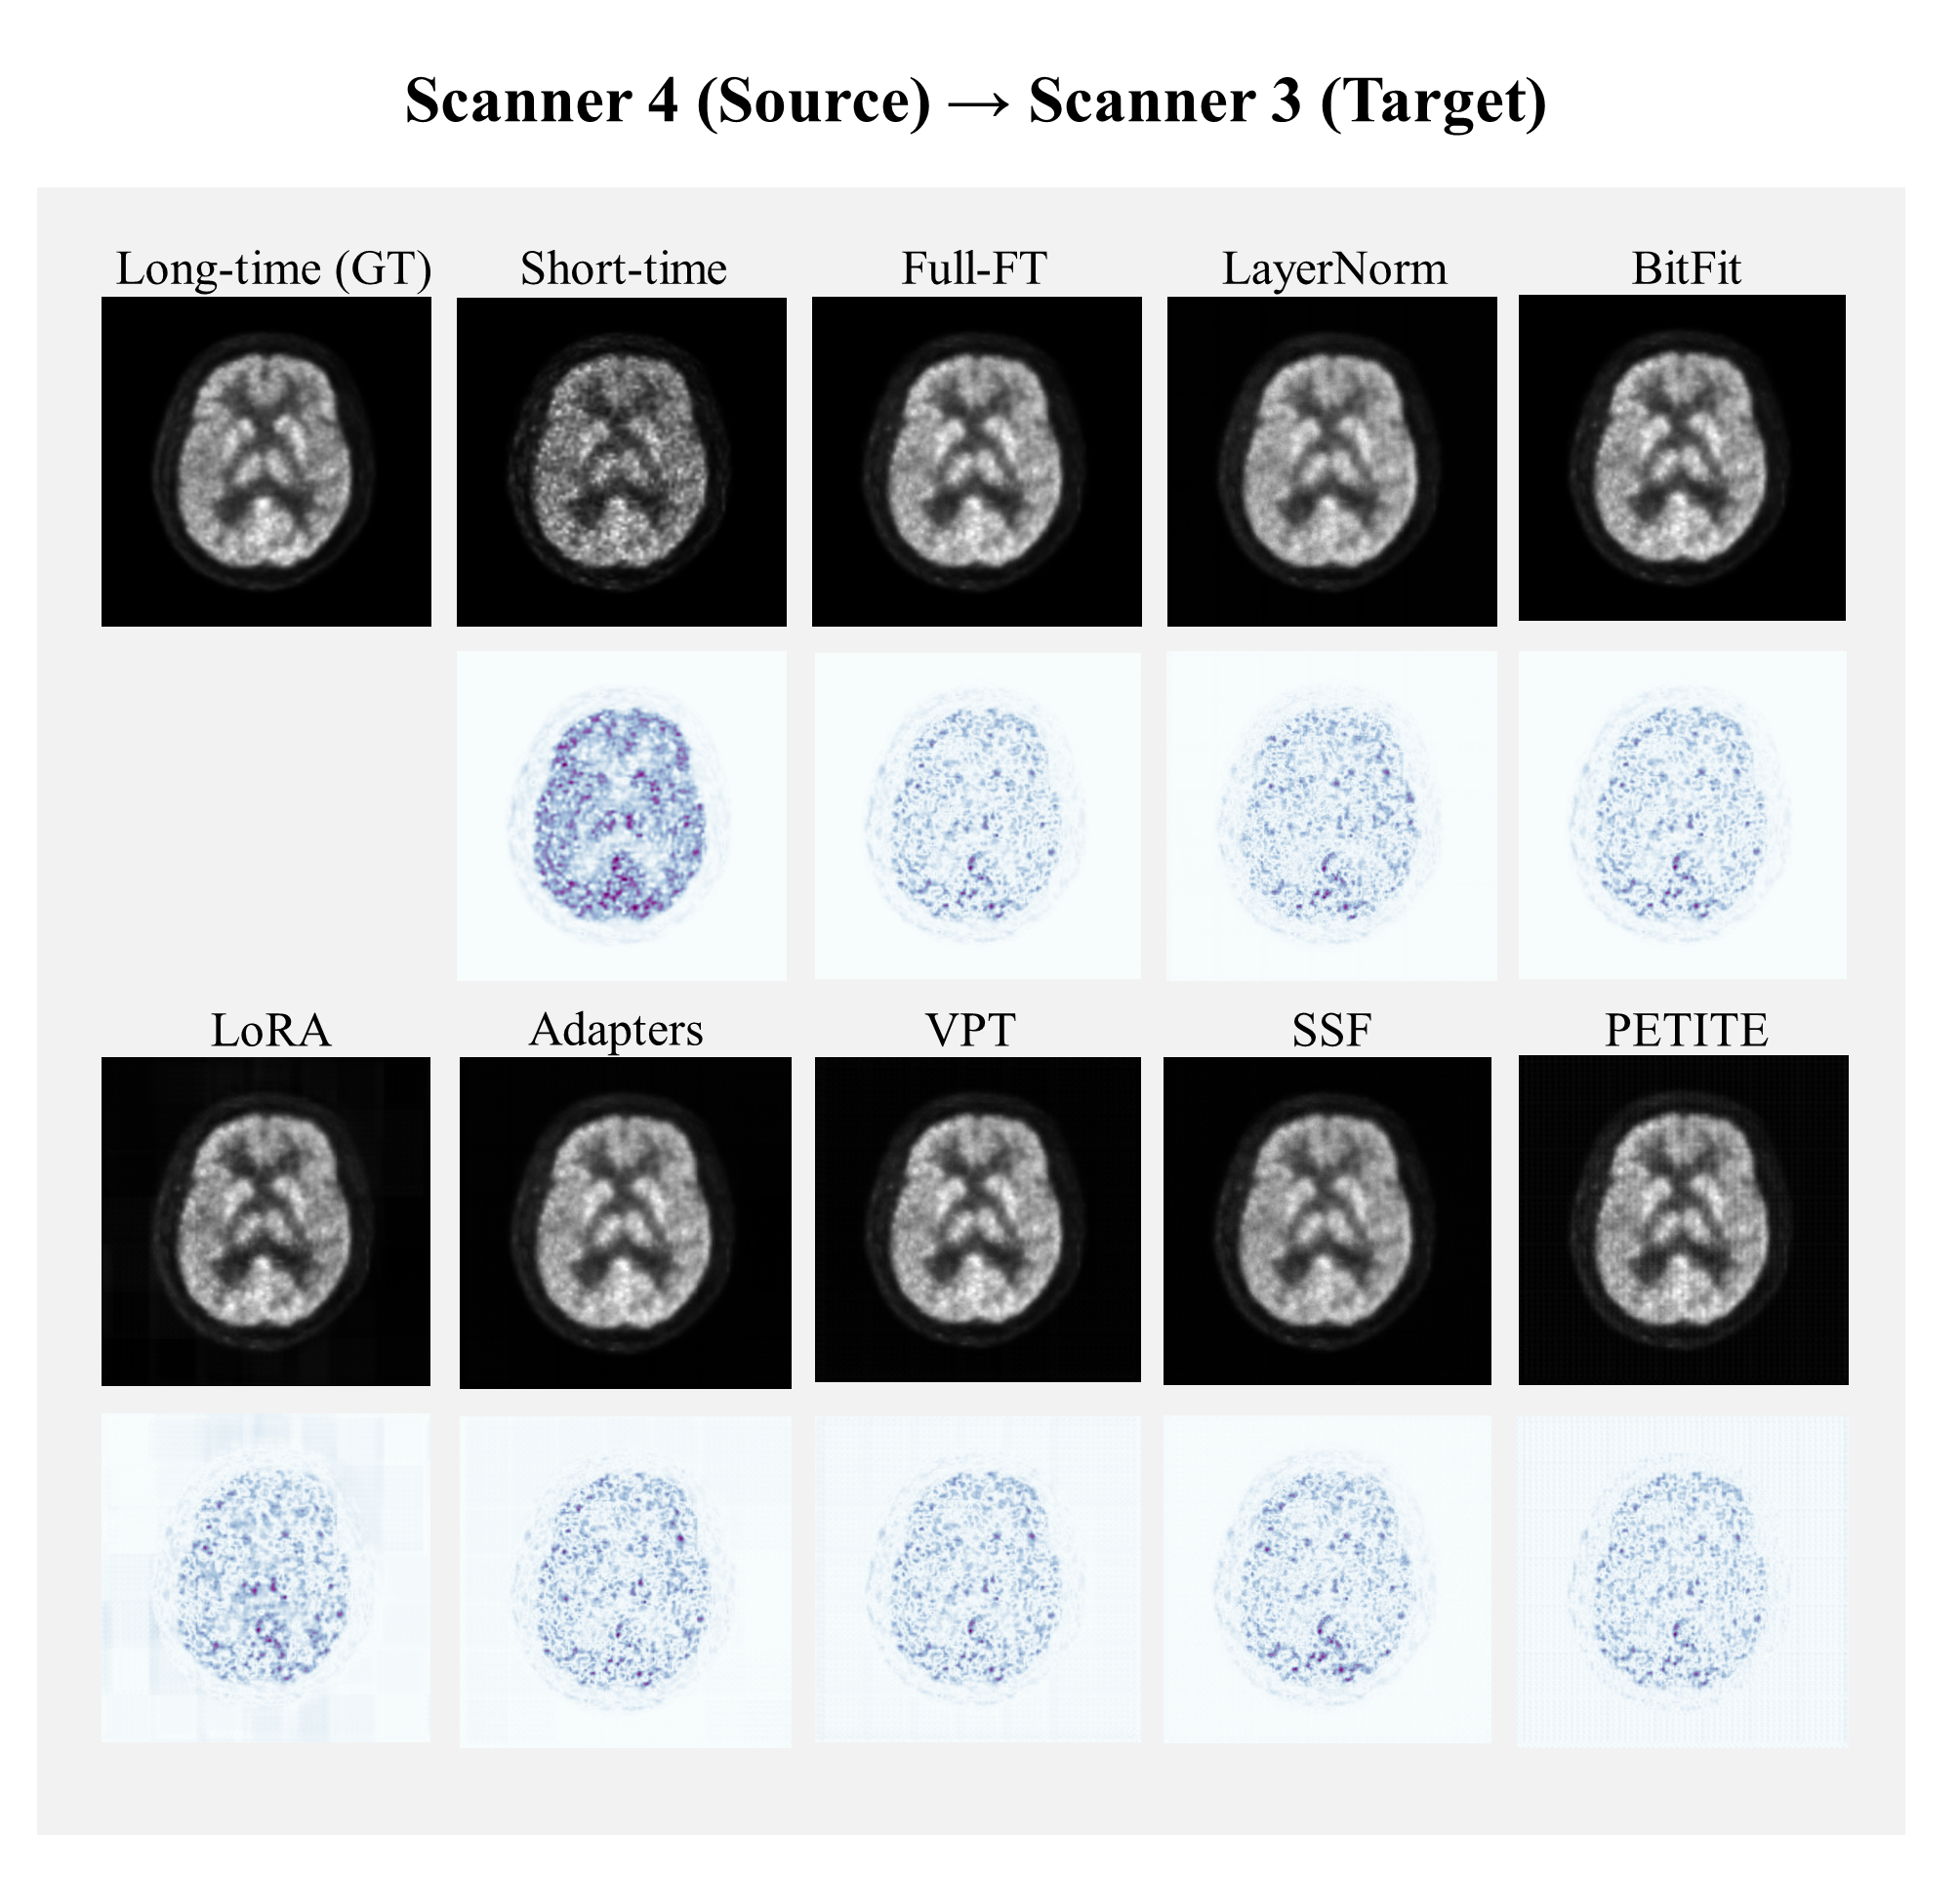 Scanner 4 (Source) → Scanner 3 (Target)
Long-time (GT)
Short-time
Full-FT
LayerNorm
BitFit
LoRA
Adapters
VPT
SSF
PETITE